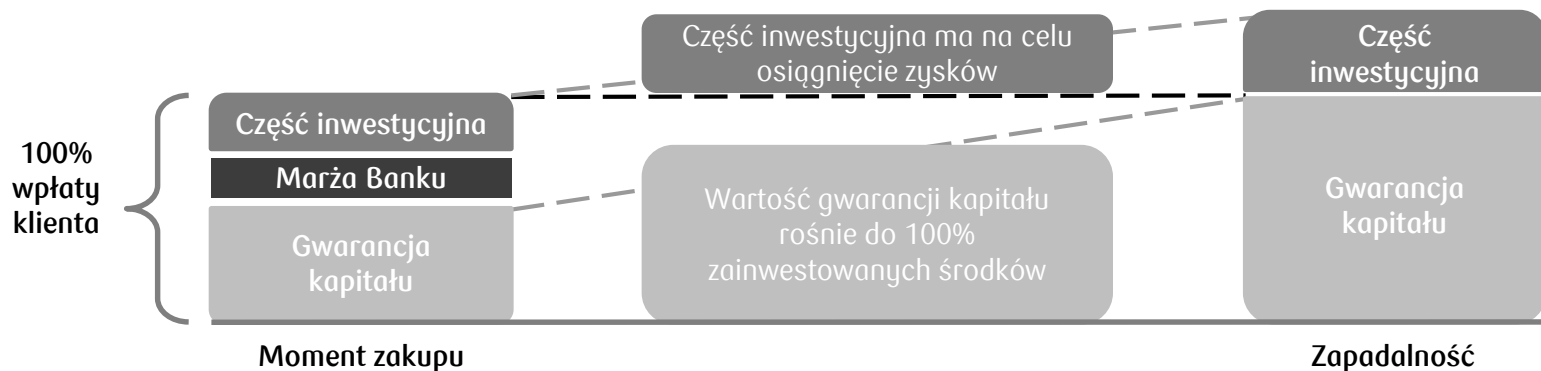 100%
wpłaty
klienta
Część inwestycyjna
Marża Banku
Gwarancja
kapitału
Moment zakupu
Część inwestycyjna ma na celu
osiągnięcie zysków
Wartość gwarancji kapitału
rośnie do 100%
zainwestowanych środków
Część
inwestycyjna
Gwarancja
kapitału
Zapadalność